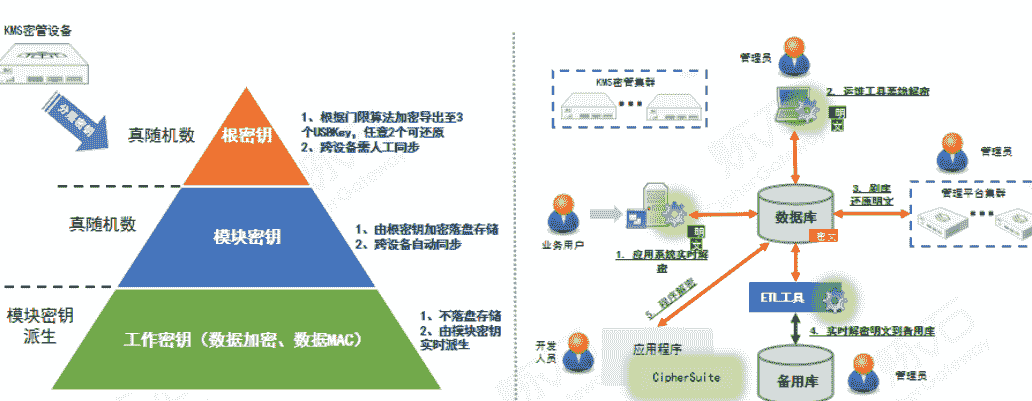 KMS密管设备
分层密钥
真随机数
根密钥
1、根据门限算法加密导出至3
个USBKey，任意2个可还原
2、跨设备需人工同步
真随机数
模块密钥
1、由根密钥加密落盘存储
2、跨设备自动同步
模块密钥
派生
工作密钥（数据加密、数据MAC）
1、不落盘存储
2、由模块密钥
实时派生
管理员
KMS密管集群
2、运维工具系统解密
明
文
管理员
管理平台集群
3、刷库
还原明文
数据库
密文
业务用户
明
1、应用系统实时解
密
ETL工具
5、程序解密
4、实时解密明文到备用库
开发
人员
应用程序
CipherSuite
备用库
管理员